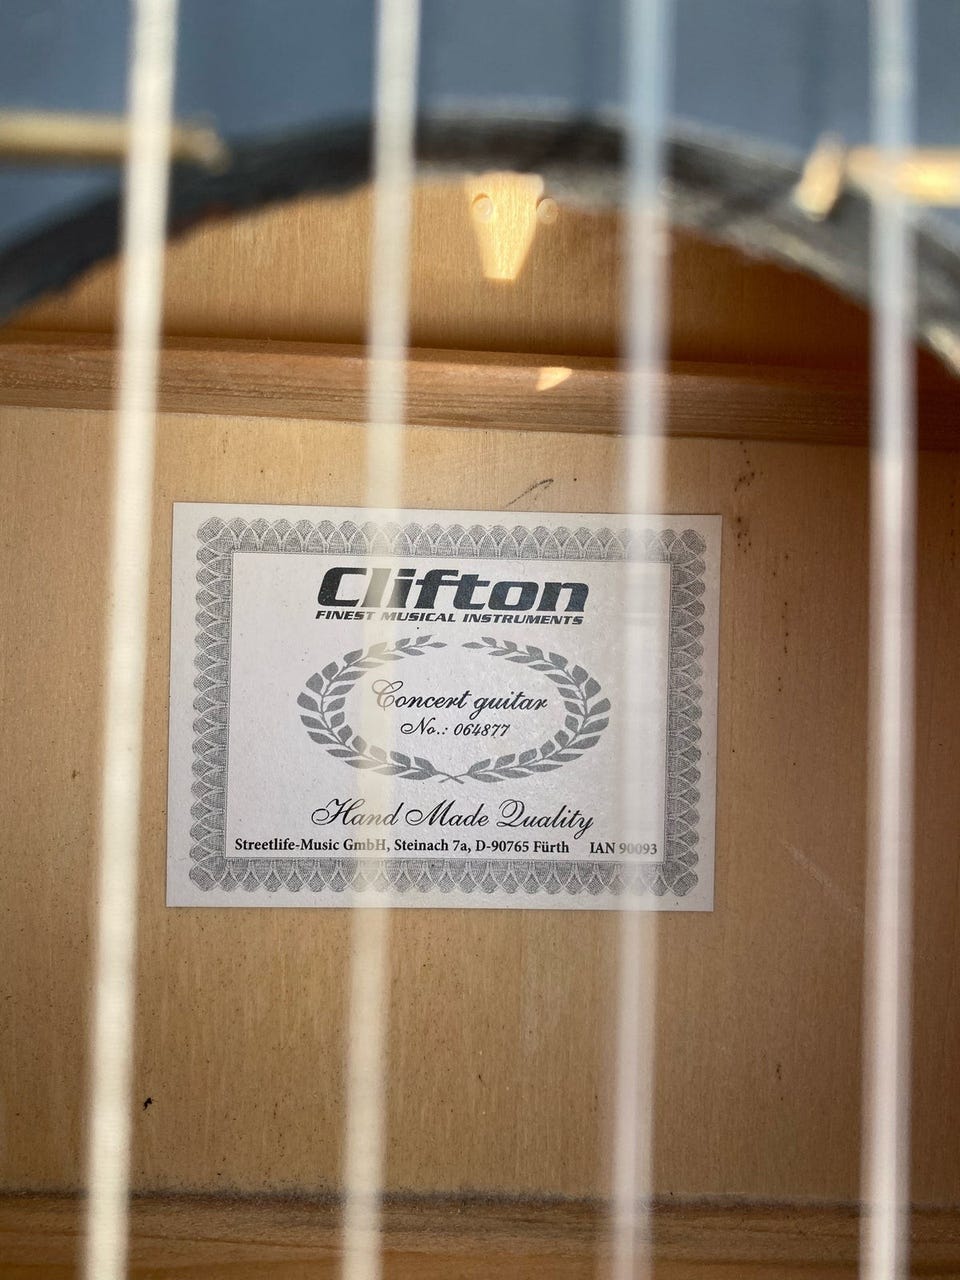 Clifton
FINEST MUSICAL INSTRUMENTS
Concert guitar
No.: 064877
Hand Made Quality
Streetlife-Music GmbH, Steinach 7a, D-90765 Fürth IAN 90093